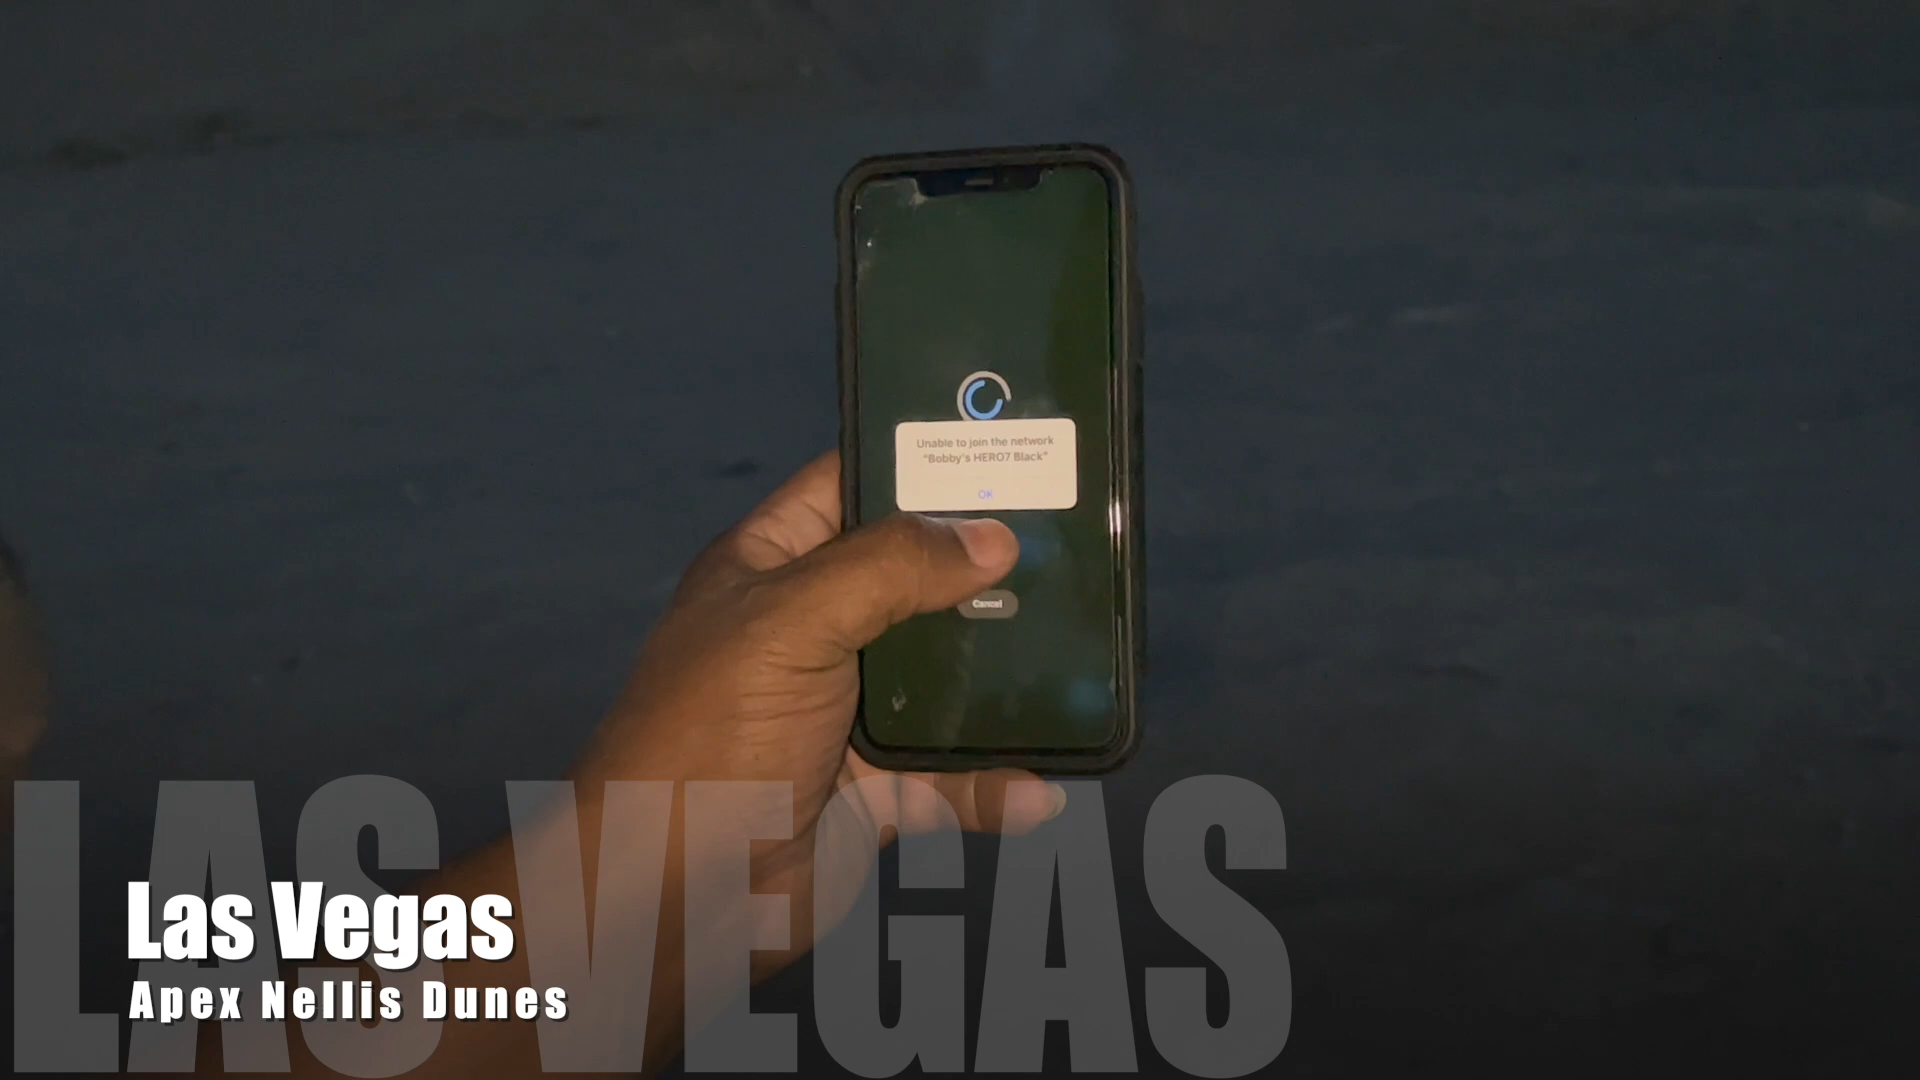 Unable to join the network
"Bobby's HERO7 Black"
OK
Cancel
LAS VEGAS
Las Vegas
Apex Nellis Dunes